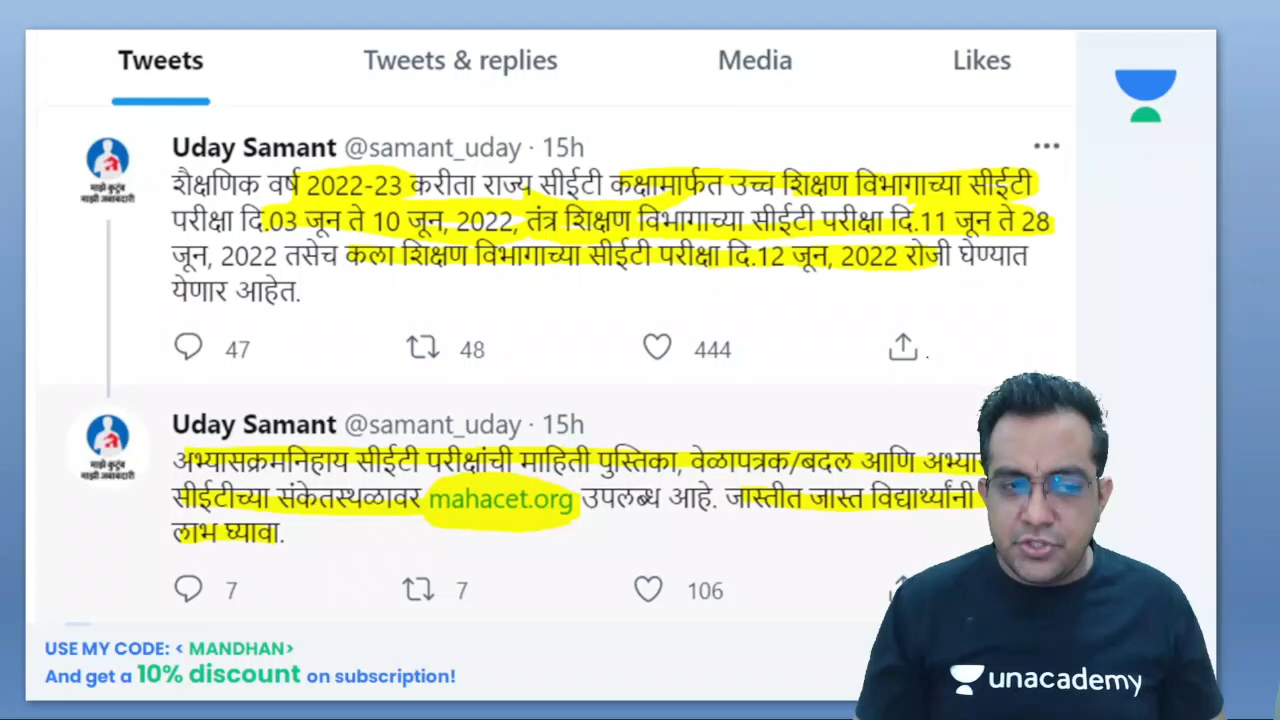 Tweets Tweets & replies Media Likes
Uday Samant @samant_uday · 15h
शैक्षणिक वर्ष 2022-23 करीता राज्य सीईटी कक्षामार्फत उच्च शिक्षण विभागाच्या सीईटी
परीक्षा दि.03 जून ते 10 जून, 2022, तंत्र शिक्षण विभागाच्या सीईटी परीक्षा दि.11 जून ते 28
जून, 2022 तसेच कला शिक्षण विभागाच्या सीईटी परीक्षा दि.12 जून, 2022 रोजी घेण्यात
येणार आहेत.
47 48 444
माझे कुटुंब
माझी जबाबदारी
Uday Samant @samant_uday · 15h
अभ्यासक्रमनिहाय सीईटी परीक्षांची माहिती पुस्तिका, वेळापत्रक/बदल आणि
सीईटीच्या संकेतस्थळावर mahacet.org उपलब्ध आहे. जास्तीत जास्त विद्यार्थ्यांनी
लाभ घ्यावा.
7 7 106
माझे कुटुंब
माझी जबाबदारी
USE MY CODE: < MANDHAN>
And get a 10% discount on subscription!
unacademy